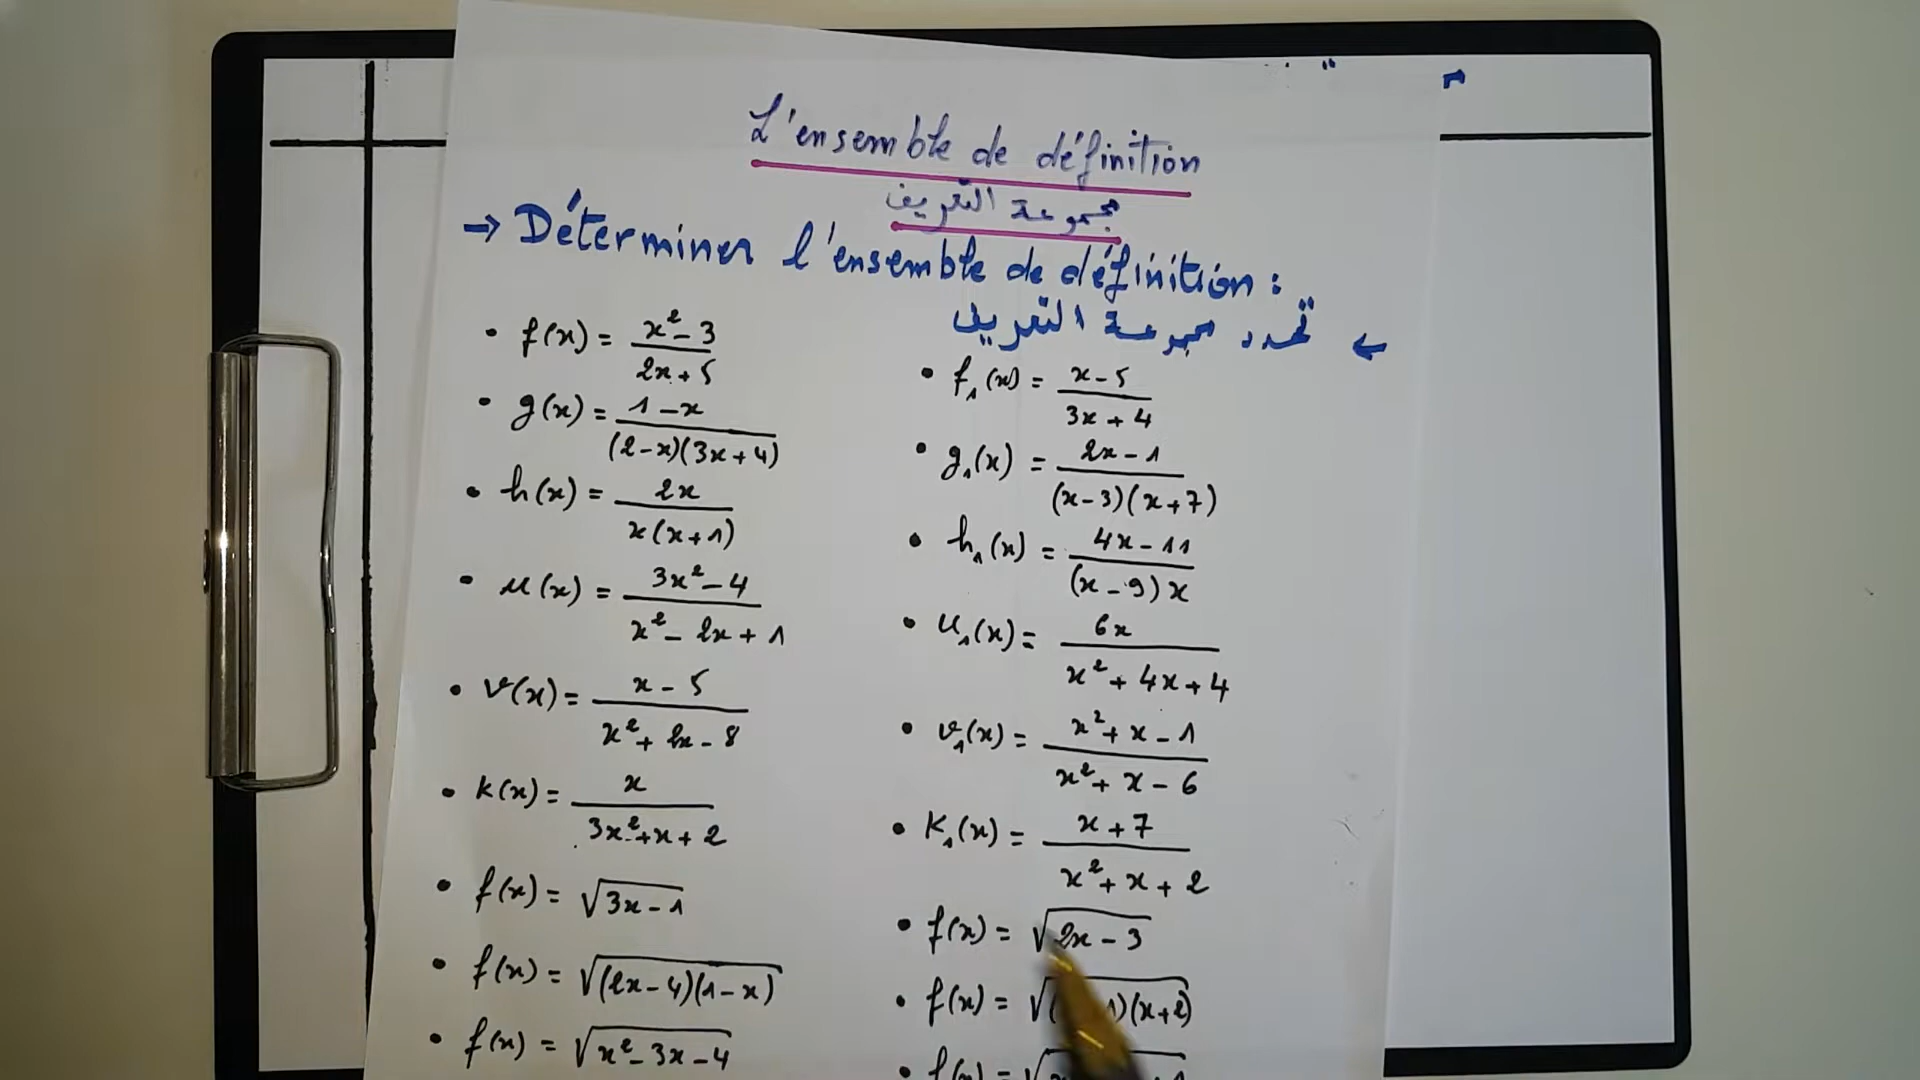 L'ensemble de définition
مجموعة التعريف
→ Déterminer l'ensemble de définition :
← تحدد مجموعة التعريف
• f(x) = (x² - 3)/(2x + 5)
• f₁(x) = (x - 5)/(3x + 4)
• g(x) = (1 - x)/((2 - x)(3x + 4))
• g₁(x) = (2x - 1)/((x - 3)(x + 7))
• h(x) = 2x/(x(x + 1))
• h₁(x) = (4x - 11)/((x - 9)x)
• u(x) = (3x² - 4)/(x² - 2x + 1)
• u₁(x) = 6x/(x² + 4x + 4)
• v(x) = (x - 5)/(x² + 2x - 8)
• v₁(x) = (x² + x - 1)/(x² + x - 6)
• k(x) = x/(3x² + x + 2)
• K₁(x) = (x + 7)/(x² + x + 2)
• f(x) = √(3x - 1)
• f(x) = √(2x - 3)
• f(x) = √((2x - 4)(1 - x))
• f(x) = √( 1)(x + 2)
• f(x) = √(x² - 3x - 4)
• f(x) = √